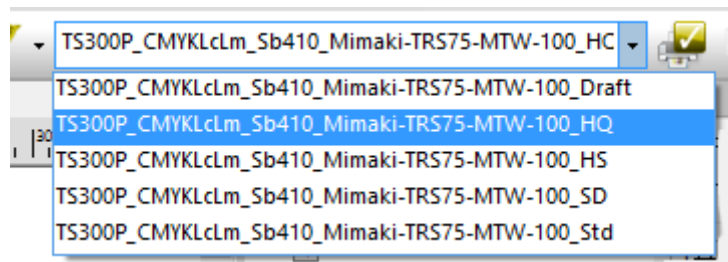 TS300P_CMYKLcLm_Sb410_Mimaki-TRS75-MTW-100_HC
TS300P_CMYKLcLm_Sb410_Mimaki-TRS75-MTW-100_Draft
TS300P_CMYKLcLm_Sb410_Mimaki-TRS75-MTW-100_HQ
TS300P_CMYKLcLm_Sb410_Mimaki-TRS75-MTW-100_HS
TS300P_CMYKLcLm_Sb410_Mimaki-TRS75-MTW-100_SD
TS300P_CMYKLcLm_Sb410_Mimaki-TRS75-MTW-100_Std